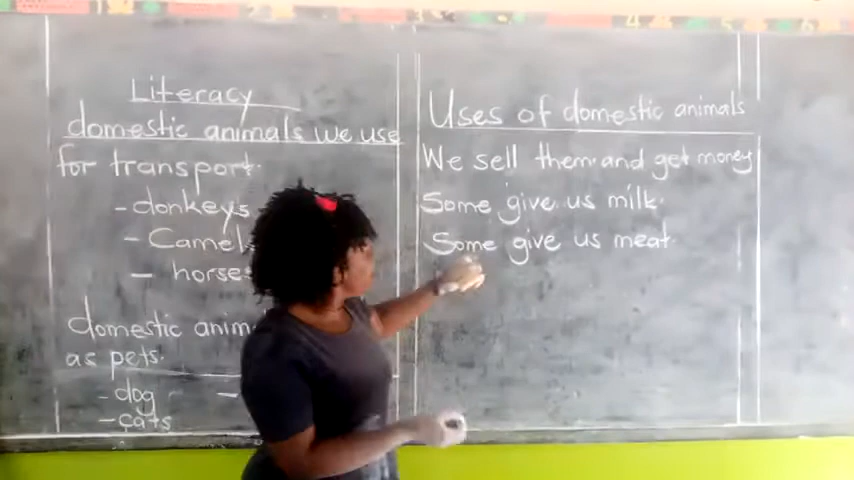 Literacy
domestic animals we use
for transport.
- donkeys
- Camel
- horses
domestic anim
as pets.
- dog
- cats
Uses of domestic animals
We sell them and get money
Some give us milk.
Some give us meat.